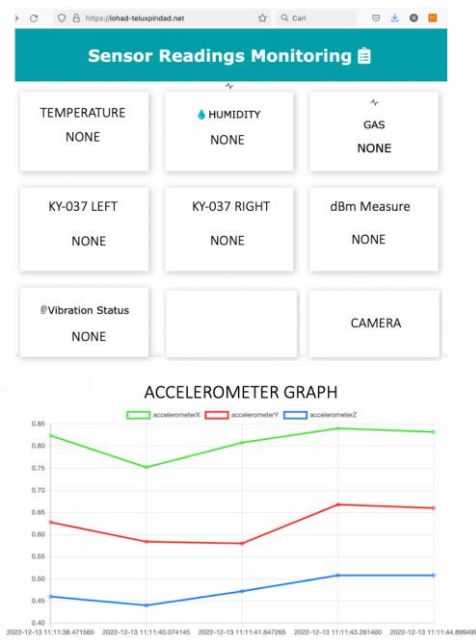 https://iohad-teluxpindad.net
Cari
Sensor Readings Monitoring
TEMPERATURE
NONE
HUMIDITY
NONE
GAS
NONE
KY-037 LEFT
NONE
KY-037 RIGHT
NONE
dBm Measure
NONE
Vibration Status
NONE
CAMERA
ACCELEROMETER GRAPH
accelerometerX accelerometerY accelerometerZ
0.85
0.80
0.75
0.70
0.65
0.60
0.55
0.50
0.45
0.40
2022-12-13 11:11:38.471565 2022-12-13 11:11:40.074145 2022-12-13 11:11:41.647265 2022-12-13 11:11:43.261400